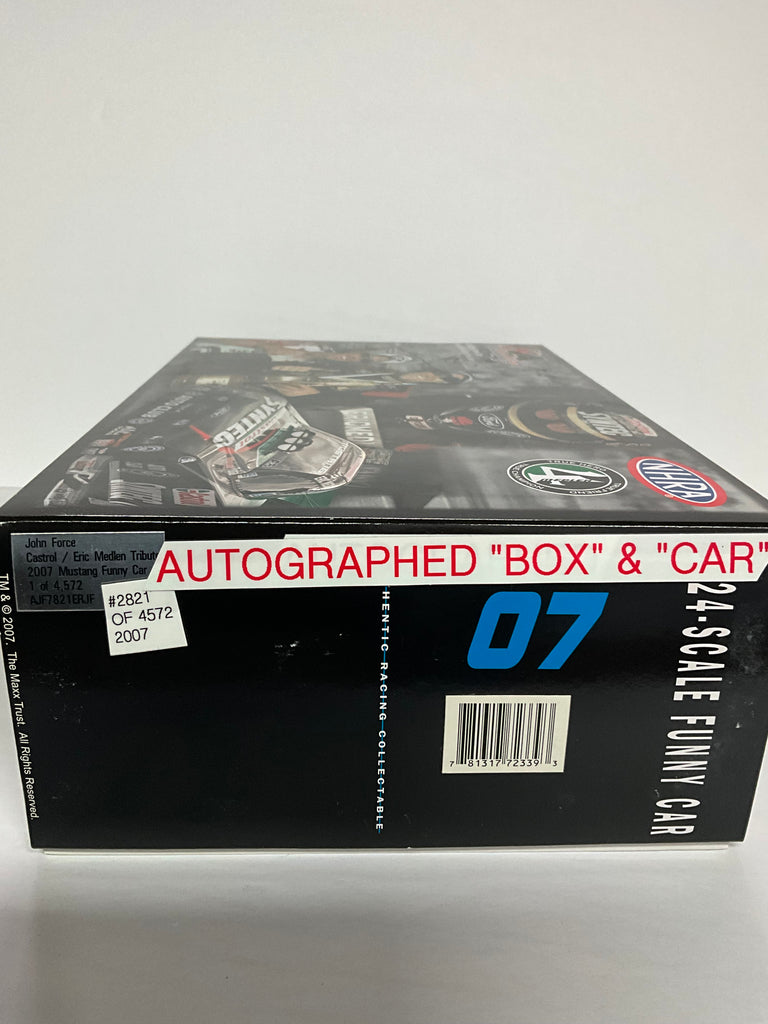 SYNTEC
NHRA
John Force
Castrol / Eric Medlen Tribut
2007 Mustang Funny Car
1 of 4,572
AJF7821ERJF
AUTOGRAPHED "BOX" & "CAR"
#2821
OF 4572
2007
TM & © 2007. The Maxx Trust. All Rights Reserved.
HENTIC RACING COLLECTABLE
07
7 81317 72339 3
24-SCALE FUNNY CAR